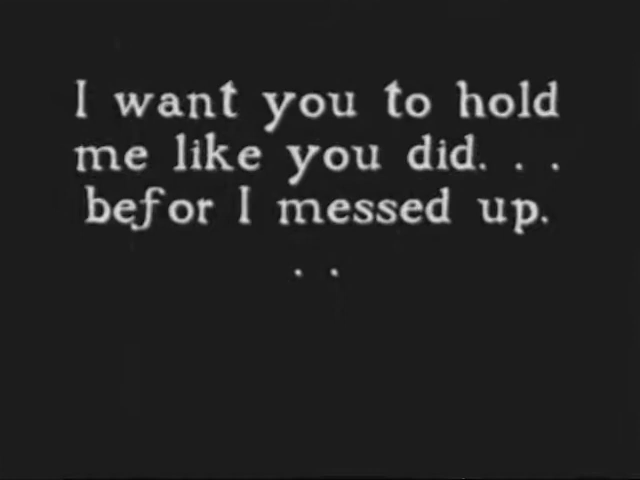 I want you to hold
me like you did. . .
befor I messed up.
. .